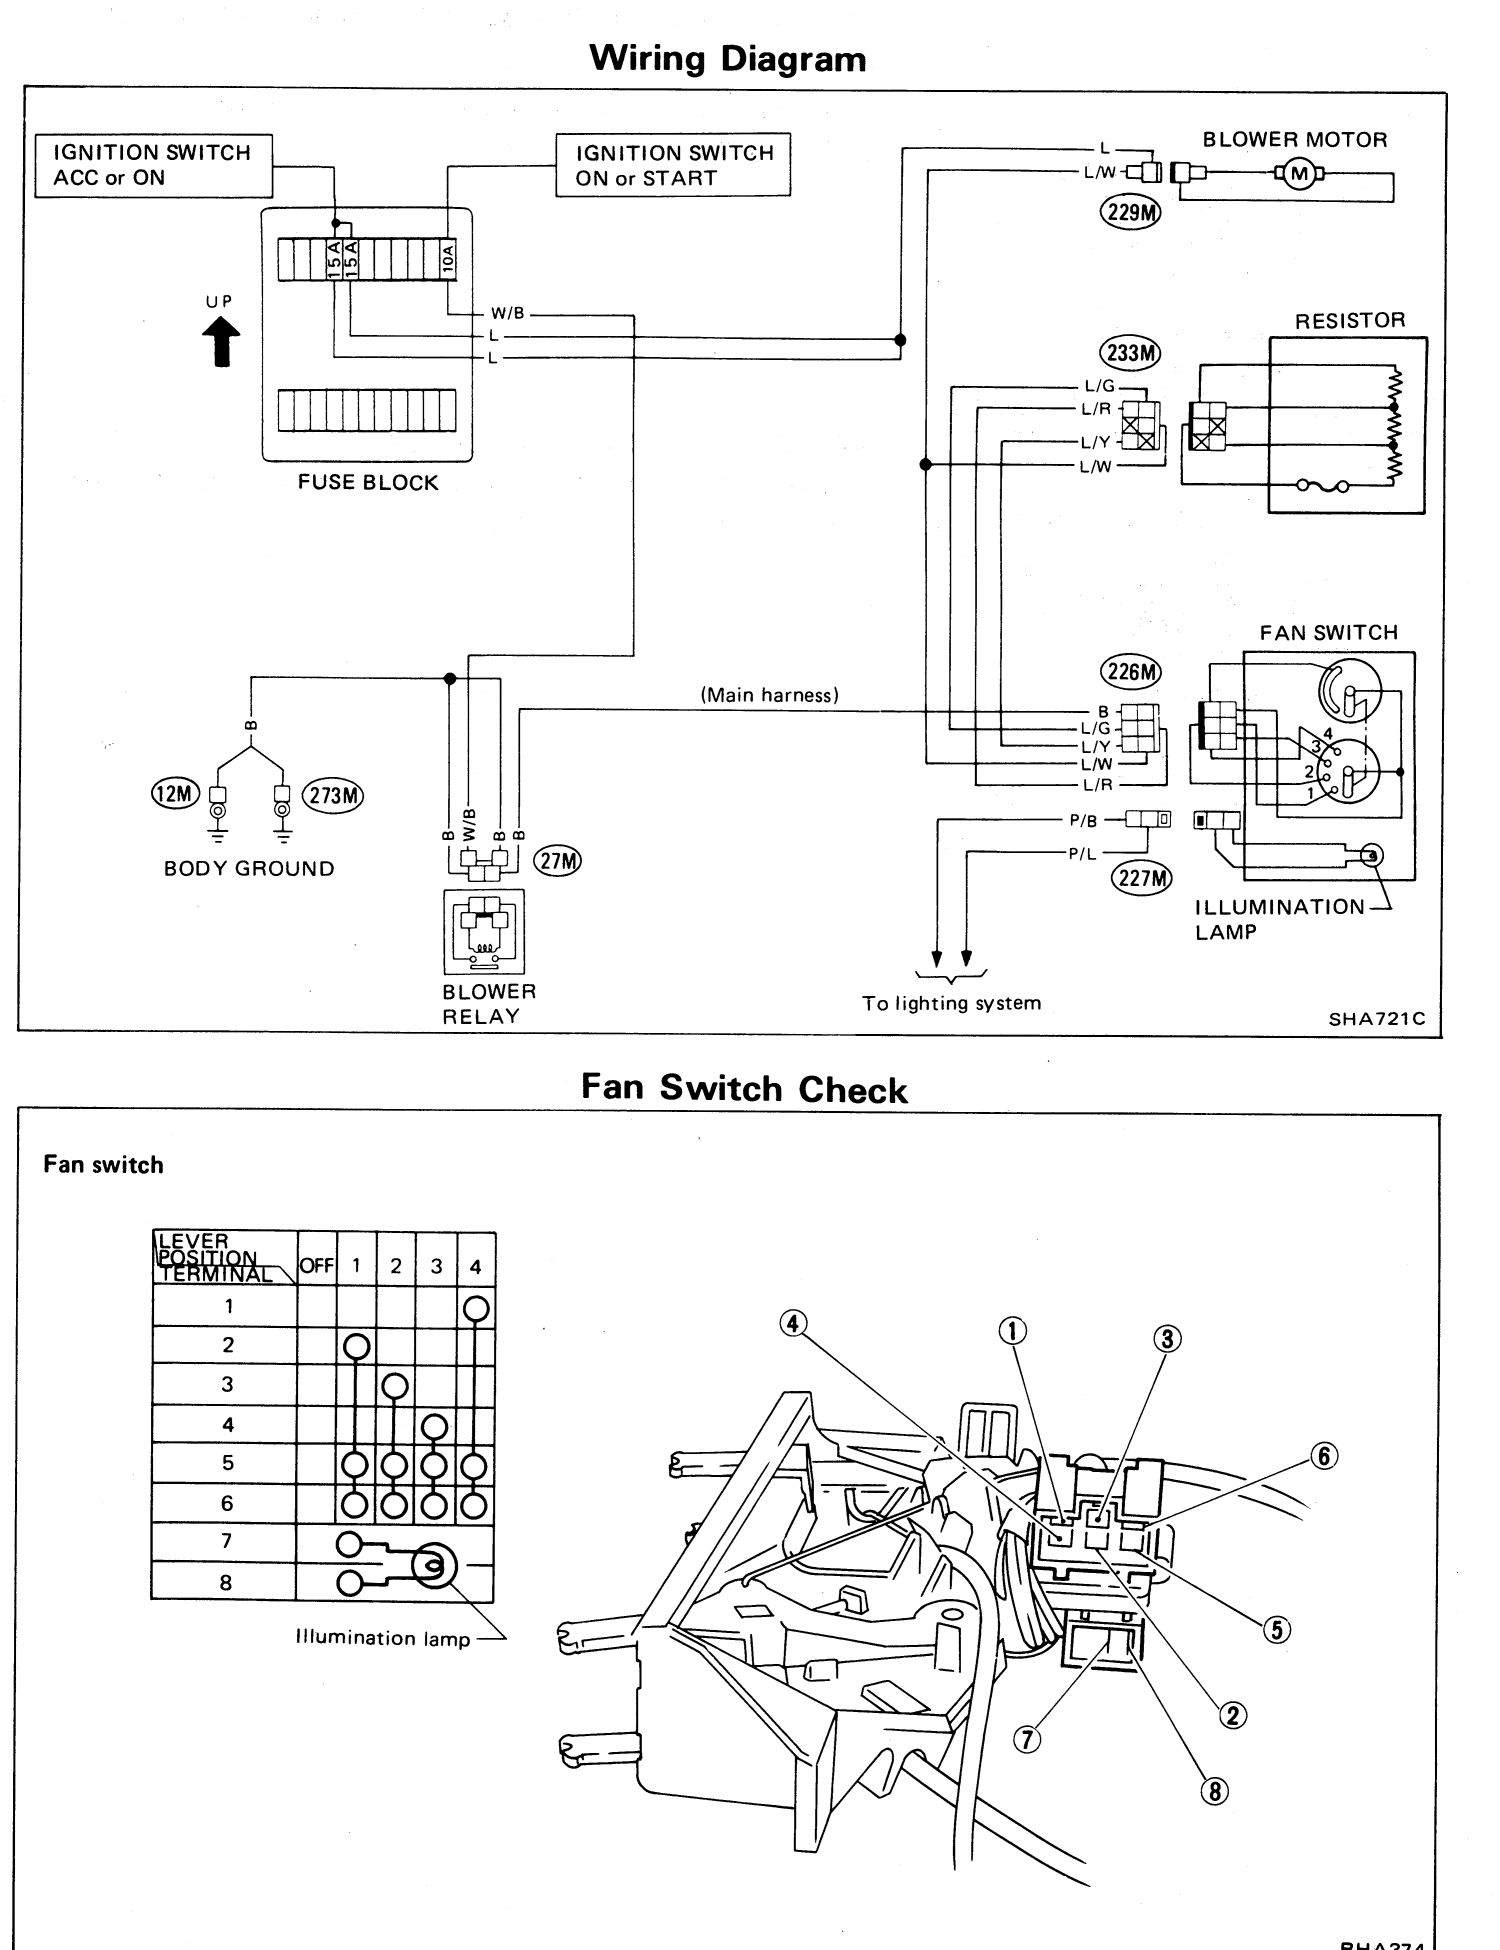 Wiring Diagram
IGNITION SWITCH
ACC or ON
IGNITION SWITCH
ON or START
15A
15A
10A
UP
W/B
L
L
FUSE BLOCK
L
L/W
229M
BLOWER MOTOR
M
RESISTOR
233M
L/G
L/R
L/Y
L/W
FAN SWITCH
226M
(Main harness)
B
L/G
L/Y
L/W
L/R
4
3
2
1
P/B
P/L
227M
ILLUMINATION
LAMP
To lighting system
B
12M
273M
BODY GROUND
B
W/B
B
B
27M
BLOWER
RELAY
SHA721C
Fan Switch Check
Fan switch
LEVER
POSITION
TERMINAL
OFF
1
2
3
4
1
2
3
4
5
6
7
8
Illumination lamp
4
1
3
6
5
2
7
8